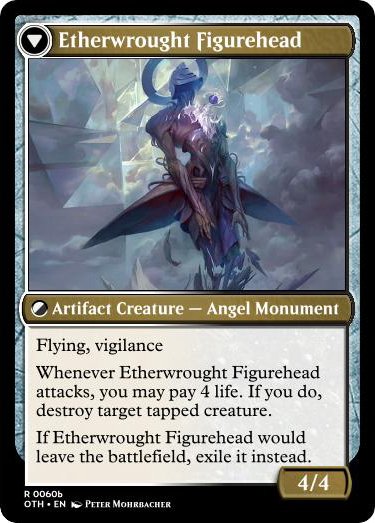 Etherwrought Figurehead
Artifact Creature — Angel Monument
Flying, vigilance
Whenever Etherwrought Figurehead
attacks, you may pay 4 life. If you do,
destroy target tapped creature.
If Etherwrought Figurehead would
leave the battlefield, exile it instead.
4/4
R 0060b
OTH • EN Peter Mohrbacher